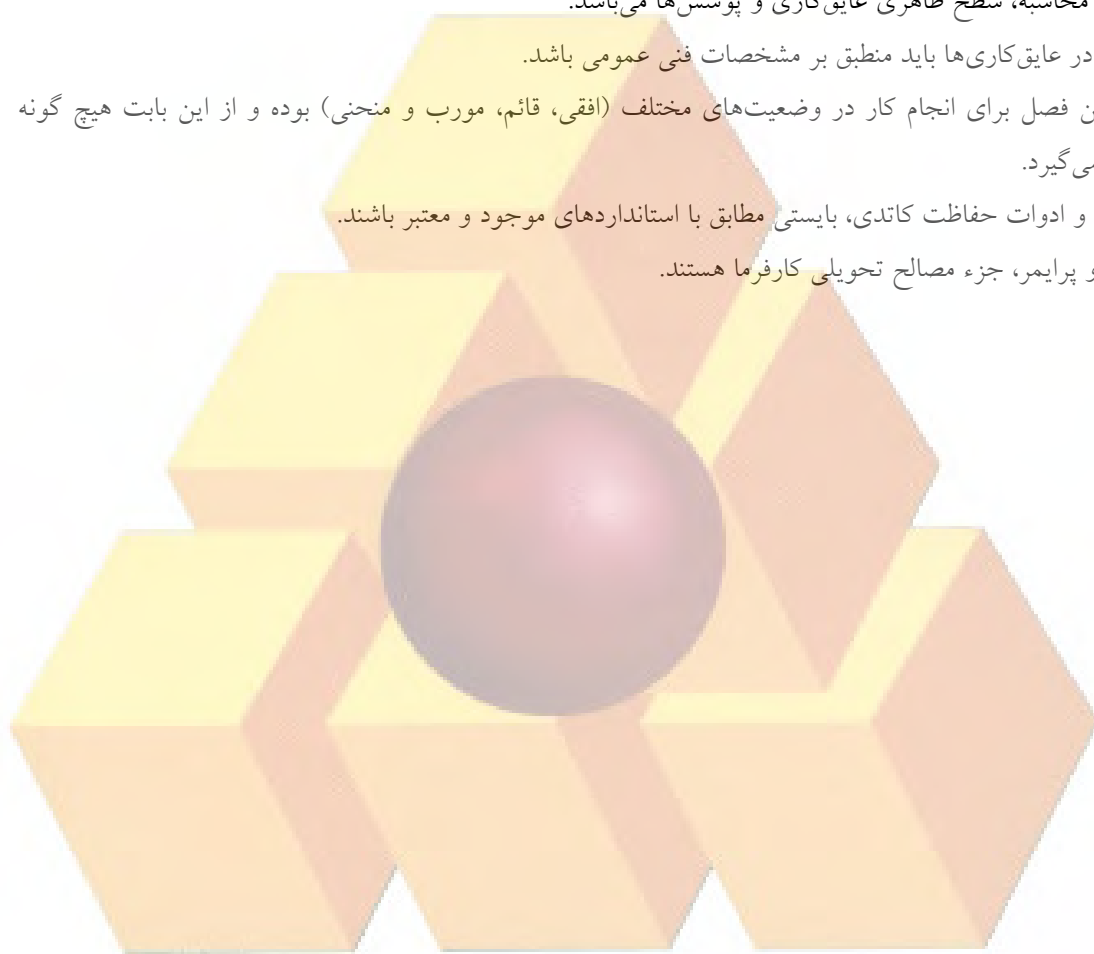 محاسبه، سطح ظاهری عایق‌کاری و پوشش‌ها می‌باشد.
در عایق‌کاری‌ها باید منطبق بر مشخصات فنی عمومی باشد.
فصل برای انجام کار در وضعیت‌های مختلف (افقی، قائم، مورب و منحنی) بوده و از این بابت هیچ گونه
و ادوات حفاظت کاتدی، بایستی مطابق با استانداردهای موجود و معتبر باشند.
و پرایمر، جزء مصالح تحویلی کارفرما هستند.